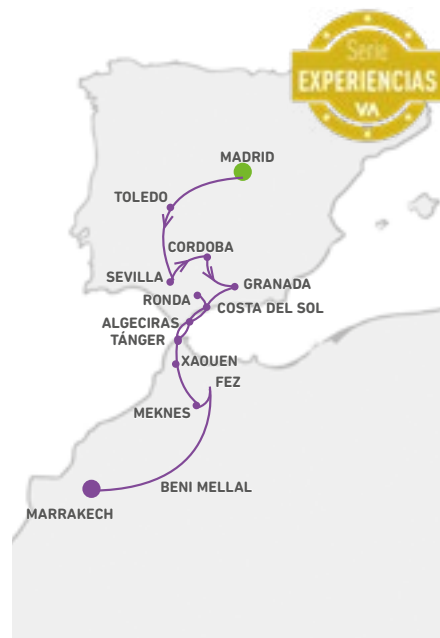 Serie
EXPERIENCIAS
VA
MADRID
TOLEDO
CORDOBA
SEVILLA
GRANADA
RONDA
COSTA DEL SOL
ALGECIRAS
TÁNGER
XAOUEN
FEZ
MEKNES
BENI MELLAL
MARRAKECH